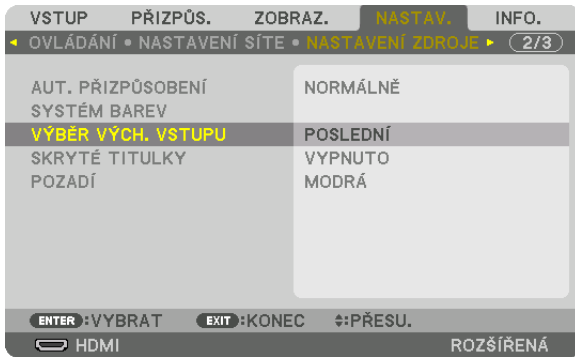 VSTUP PŘIZPŮS. ZOBRAZ. NASTAV. INFO.
OVLÁDÁNÍ • NASTAVENÍ SÍTE • NASTAVENÍ ZDROJE 2/3
AUT. PŘIZPŮSOBENÍ NORMÁLNĚ
SYSTÉM BAREV
VÝBĚR VÝCH. VSTUPU POSLEDNÍ
SKRYTÉ TITULKY VYPNUTO
POZADÍ MODRÁ
ENTER :VYBRAT EXIT :KONEC :PŘESU.
HDMI ROZŠÍŘENÁ